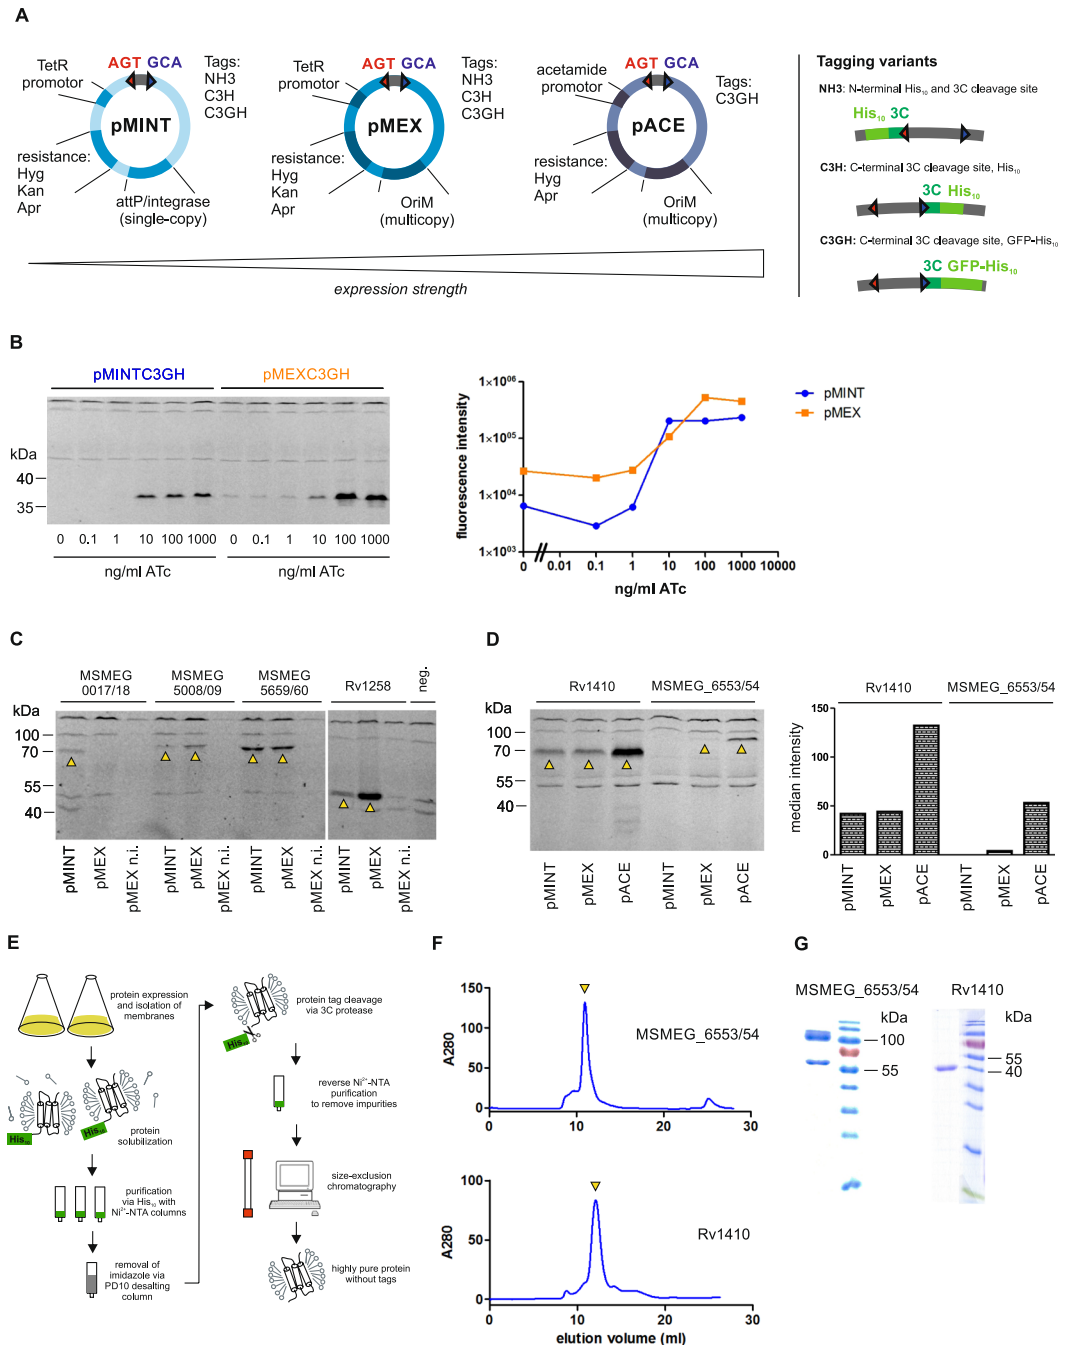 A
AGT GCA
TetR
promotor
pMINT
Tags:
NH3
C3H
C3GH
resistance:
Hyg
Kan
Apr
attP/integrase
(single-copy)
AGT GCA
TetR
promotor
pMEX
Tags:
NH3
C3H
C3GH
resistance:
Hyg
Kan
Apr
OriM
(multicopy)
AGT GCA
acetamide
promotor
pACE
Tags:
C3GH
resistance:
Hyg
Apr
OriM
(multicopy)
expression strength
Tagging variants
NH3: N-terminal His10 and 3C cleavage site
His10 3C
C3H: C-terminal 3C cleavage site, His10
3C His10
C3GH: C-terminal 3C cleavage site, GFP-His10
3C GFP-His10
B
pMINTC3GH pMEXC3GH
kDa
40
35
0 0.1 1 10 100 1000 0 0.1 1 10 100 1000
ng/ml ATc ng/ml ATc
fluorescence intensity
1×10⁰⁶
1×10⁰⁵
1×10⁰⁴
1×10⁰³
0 0.01 0.1 1 10 100 1000 10000
ng/ml ATc
pMINT
pMEX
C
MSMEG
0017/18
MSMEG
5008/09
MSMEG
5659/60
Rv1258
neg.
kDa
100
70
55
40
pMINT
pMEX
pMEX n.i.
pMINT
pMEX
pMEX n.i.
pMINT
pMEX
pMEX n.i.
pMINT
pMEX
pMEX n.i.
D
Rv1410 MSMEG_6553/54
kDa
100
70
55
40
pMINT
pMEX
pACE
pMINT
pMEX
pACE
Rv1410 MSMEG_6553/54
median intensity
150
100
50
0
pMINT
pMEX
pACE
pMINT
pMEX
pACE
E
protein expression
and isolation of
membranes
His10
His10
protein
solubilization
purification
via His10 with
Ni²⁺-NTA columns
removal of
imidazole via
PD10 desalting
column
His10
protein tag cleavage
via 3C protease
reverse Ni²⁺-NTA
purification
to remove impurities
size-exclusion
chromatography
highly pure protein
without tags
F
A280
150
100
50
0
0 10 20 30
MSMEG_6553/54
A280
100
50
0
0 10 20 30
Rv1410
elution volume (ml)
G
MSMEG_6553/54 Rv1410
kDa
100
55
kDa
55
40